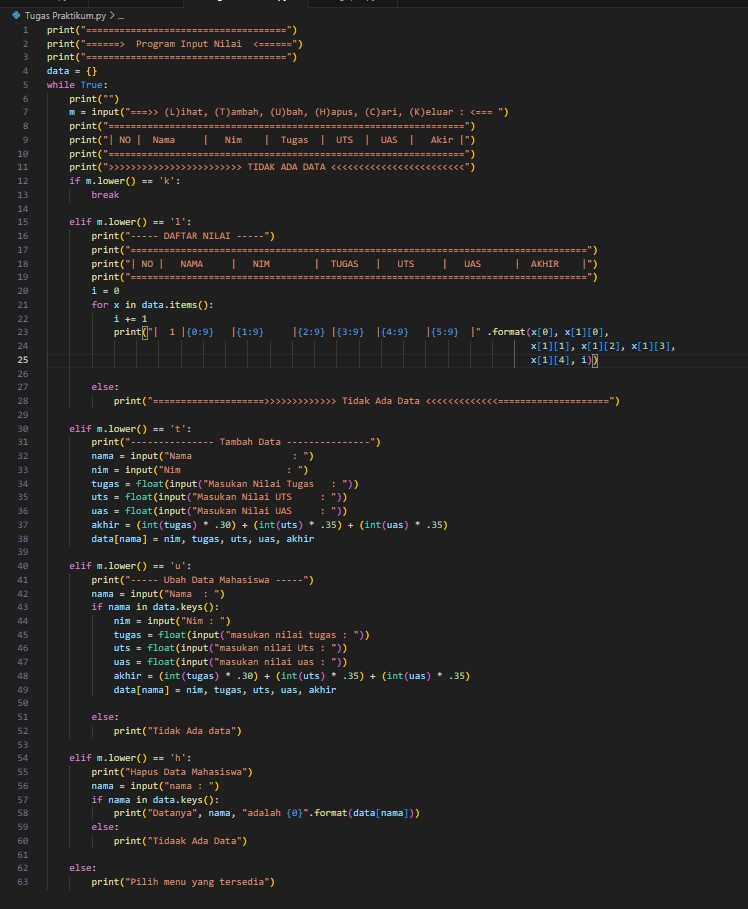 Tugas Praktikum.py > ...
1 print("====================================")
2 print("======>  Program Input Nilai  <======")
3 print("====================================")
4 data = {}
5 while True:
6     print("")
7     m = input("===>> (L)ihat, (T)ambah, (U)bah, (H)apus, (C)ari, (K)eluar : <=== ")
8     print("================================================================")
9     print("| NO |  Nama     |   Nim    |  Tugas  |  UTS  |  UAS  |   Akir |")
10     print("================================================================")
11     print(">>>>>>>>>>>>>>>>>>>>>>>> TIDAK ADA DATA <<<<<<<<<<<<<<<<<<<<<<<<")
12     if m.lower() == 'k':
13         break
14
15     elif m.lower() == 'l':
16         print("----- DAFTAR NILAI -----")
17         print("==================================================================================")
18         print("| NO |   NAMA     |   NIM        |  TUGAS   |   UTS      |   UAS      |  AKHIR    |")
19         print("==================================================================================")
20         i = 0
21         for x in data.items():
22             i += 1
23             print("|  1 |{0:9}   |{1:9}     |{2:9} |{3:9}   |{4:9}   |{5:9}  |" .format(x[0], x[1][0],
24                 x[1][1], x[1][2], x[1][3],
25                 x[1][4], i))
26
27         else:
28             print("====================>>>>>>>>>>>>> Tidak Ada Data <<<<<<<<<<<<<====================")
29
30     elif m.lower() == 't':
31         print("--------------- Tambah Data ---------------")
32         nama = input("Nama                  : ")
33         nim = input("Nim                   : ")
34         tugas = float(input("Masukan Nilai Tugas   : "))
35         uts = float(input("Masukan Nilai UTS     : "))
36         uas = float(input("Masukan Nilai UAS     : "))
37         akhir = (int(tugas) * .30) + (int(uts) * .35) + (int(uas) * .35)
38         data[nama] = nim, tugas, uts, uas, akhir
39
40     elif m.lower() == 'u':
41         print("----- Ubah Data Mahasiswa -----")
42         nama = input("Nama  : ")
43         if nama in data.keys():
44             nim = input("Nim : ")
45             tugas = float(input("masukan nilai tugas : "))
46             uts = float(input("masukan nilai Uts : "))
47             uas = float(input("masukan nilai uas : "))
48             akhir = (int(tugas) * .30) + (int(uts) * .35) + (int(uas) * .35)
49             data[nama] = nim, tugas, uts, uas, akhir
50
51         else:
52             print("Tidak Ada data")
53
54     elif m.lower() == 'h':
55         print("Hapus Data Mahasiswa")
56         nama = input("nama : ")
57         if nama in data.keys():
58             print("Datanya", nama, "adalah {0}".format(data[nama]))
59         else:
60             print("Tidaak Ada Data")
61
62     else:
63         print("Pilih menu yang tersedia")